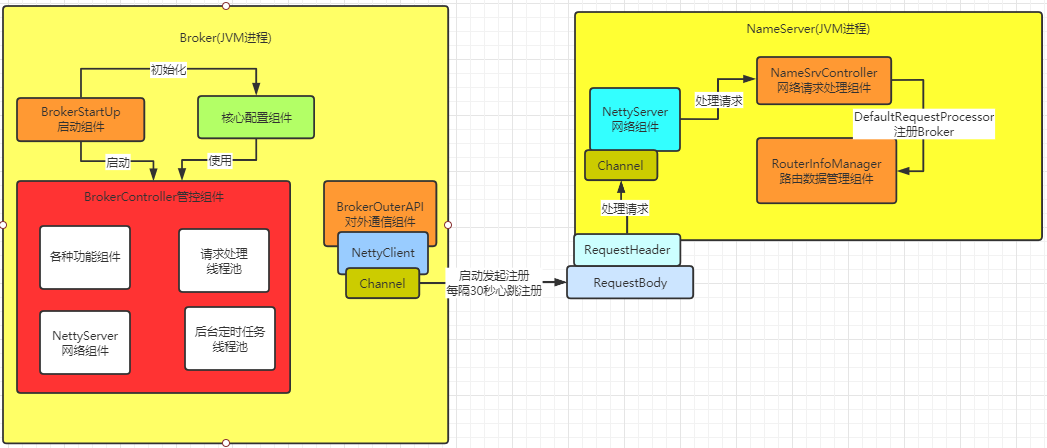 Broker(JVM进程)
初始化
BrokerStartUp
启动组件
核心配置组件
启动
使用
BrokerController管控组件
各种功能组件
请求处理
线程池
NettyServer
网络组件
后台定时任务
线程池
BrokerOuterAPI
对外通信组件
NettyClient
Channel
启动发起注册
每隔30秒心跳注册
NameServer(JVM进程)
NettyServer
网络组件
Channel
处理请求
NameSrvController
网络请求处理组件
DefaultRequestProcessor
注册Broker
RouterInfoManager
路由数据管理组件
处理请求
RequestHeader
RequestBody